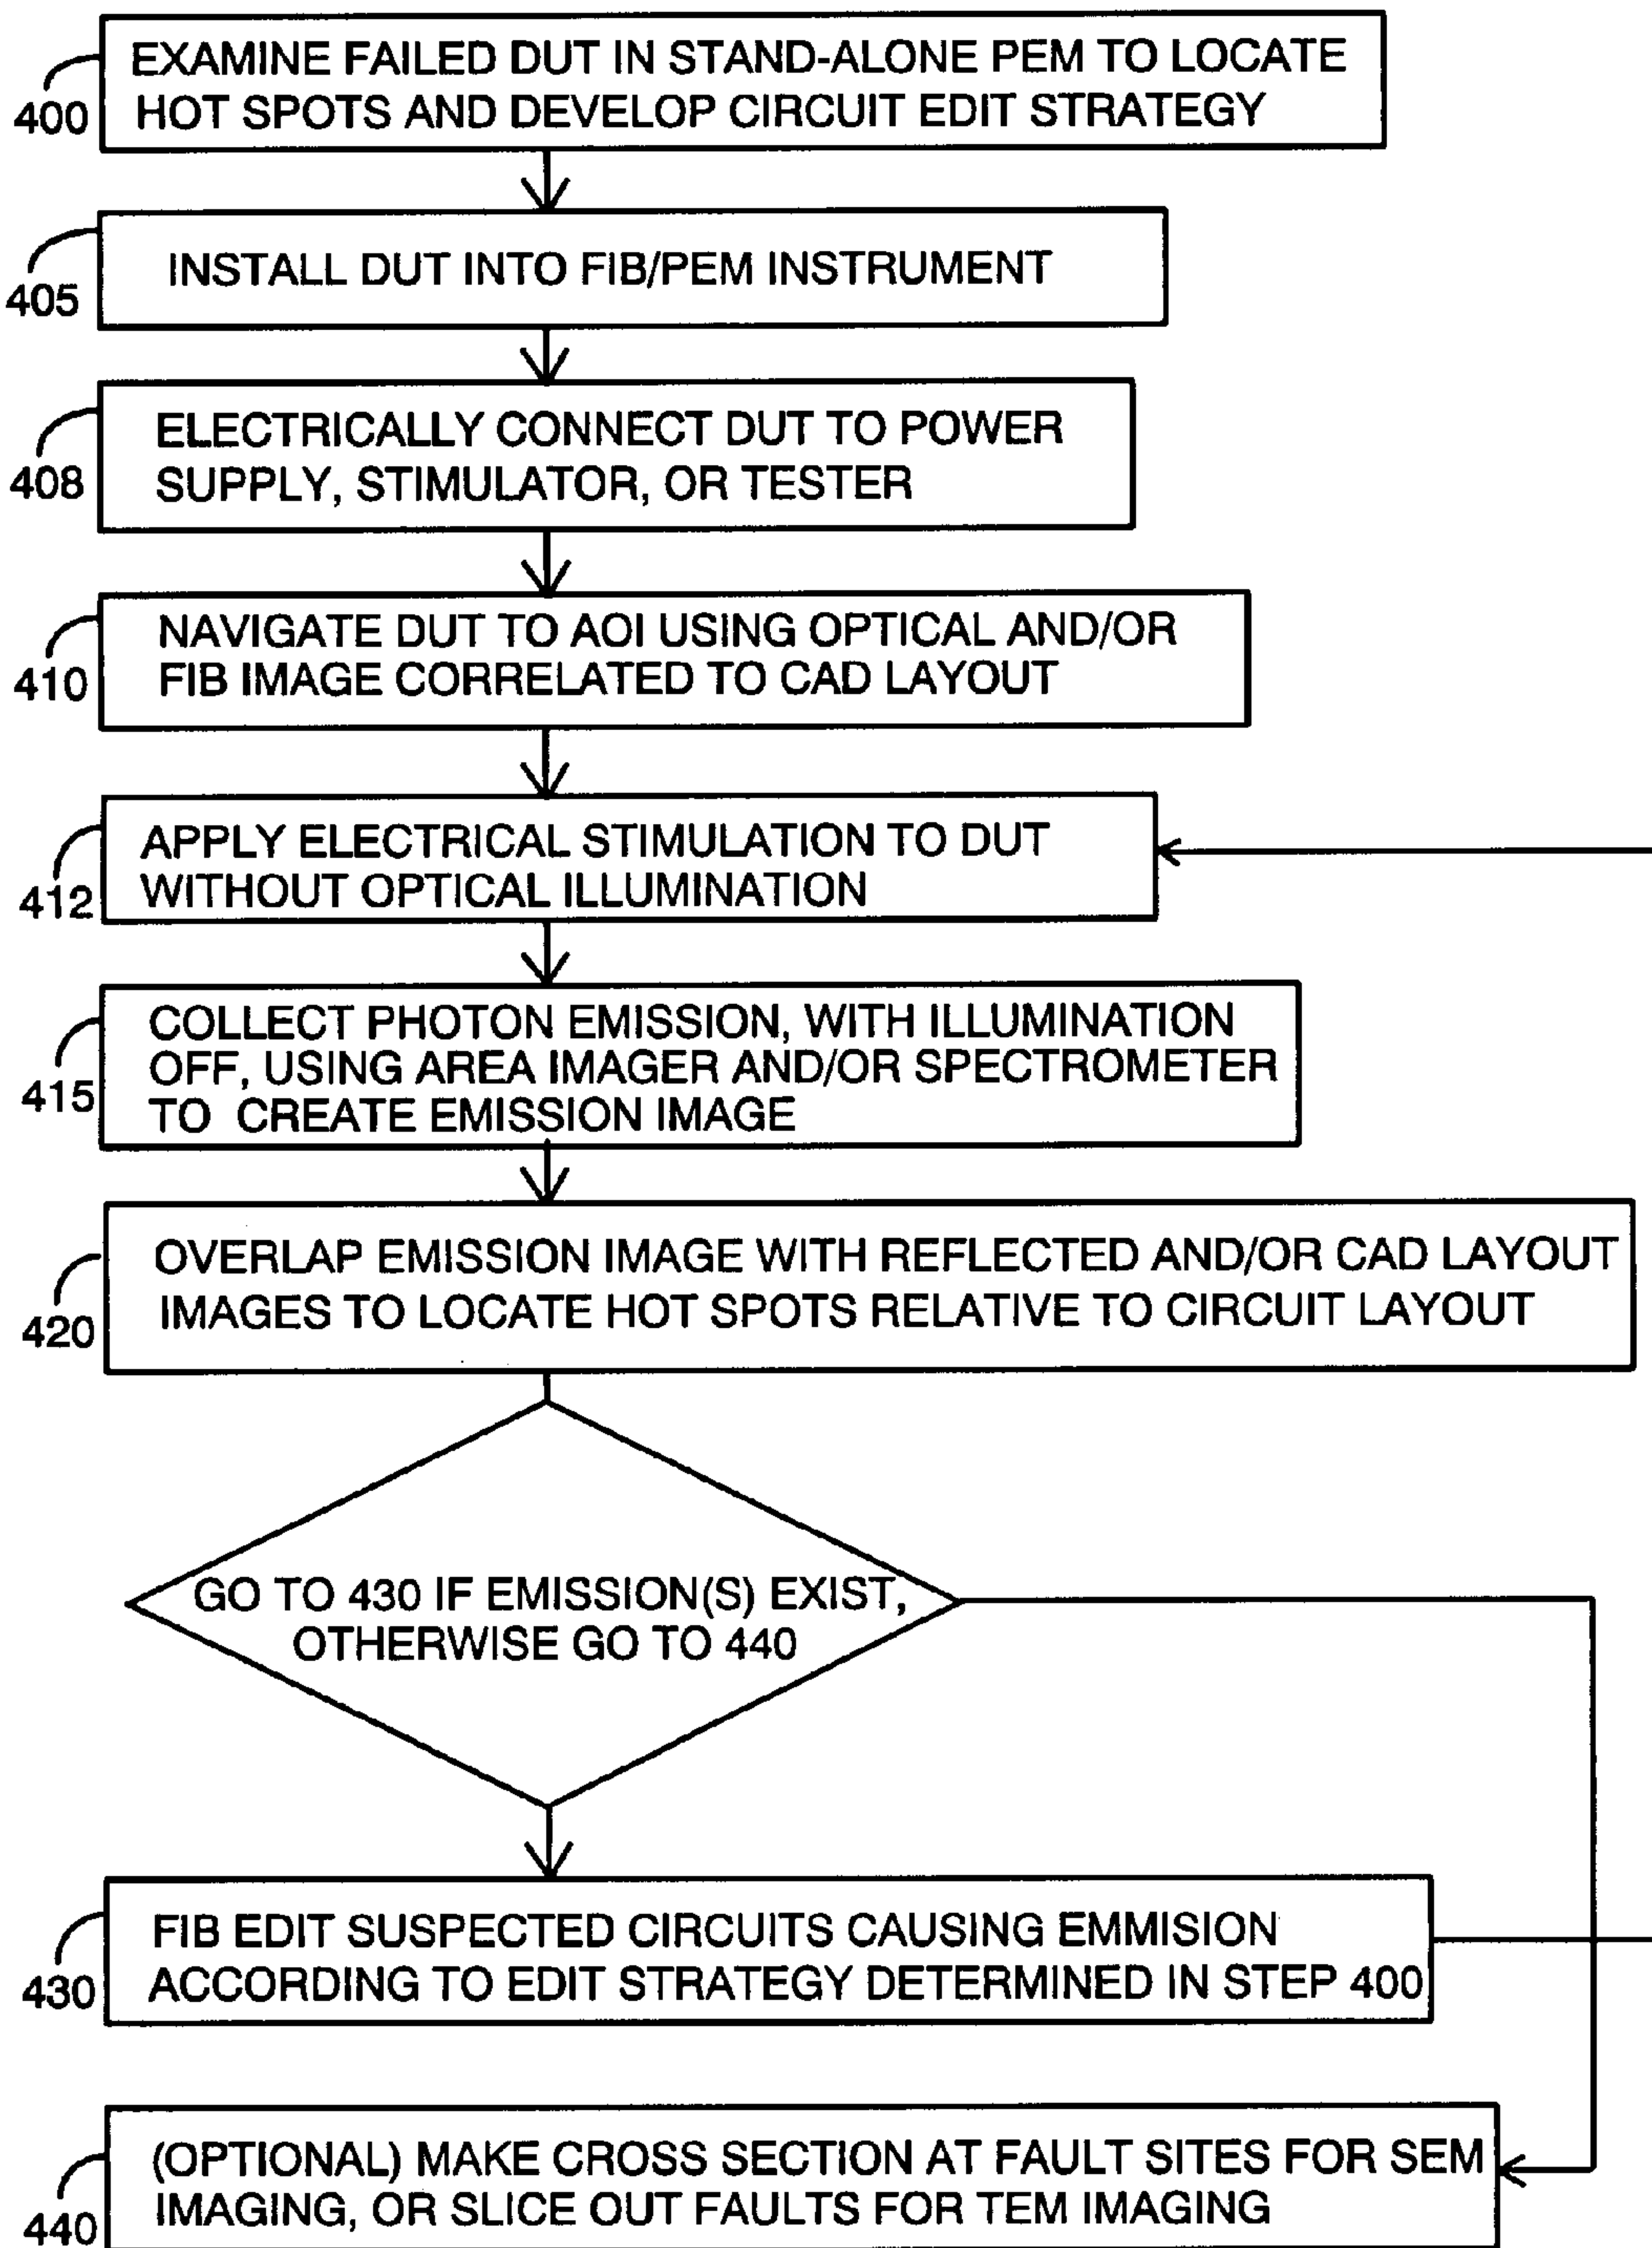 400
EXAMINE FAILED DUT IN STAND-ALONE PEM TO LOCATE
HOT SPOTS AND DEVELOP CIRCUIT EDIT STRATEGY
405
INSTALL DUT INTO FIB/PEM INSTRUMENT
408
ELECTRICALLY CONNECT DUT TO POWER
SUPPLY, STIMULATOR, OR TESTER
410
NAVIGATE DUT TO AOI USING OPTICAL AND/OR
FIB IMAGE CORRELATED TO CAD LAYOUT
412
APPLY ELECTRICAL STIMULATION TO DUT
WITHOUT OPTICAL ILLUMINATION
415
COLLECT PHOTON EMISSION, WITH ILLUMINATION
OFF, USING AREA IMAGER AND/OR SPECTROMETER
TO CREATE EMISSION IMAGE
420
OVERLAP EMISSION IMAGE WITH REFLECTED AND/OR CAD LAYOUT
IMAGES TO LOCATE HOT SPOTS RELATIVE TO CIRCUIT LAYOUT
GO TO 430 IF EMISSION(S) EXIST,
OTHERWISE GO TO 440
430
FIB EDIT SUSPECTED CIRCUITS CAUSING EMMISION
ACCORDING TO EDIT STRATEGY DETERMINED IN STEP 400
440
(OPTIONAL) MAKE CROSS SECTION AT FAULT SITES FOR SEM
IMAGING, OR SLICE OUT FAULTS FOR TEM IMAGING